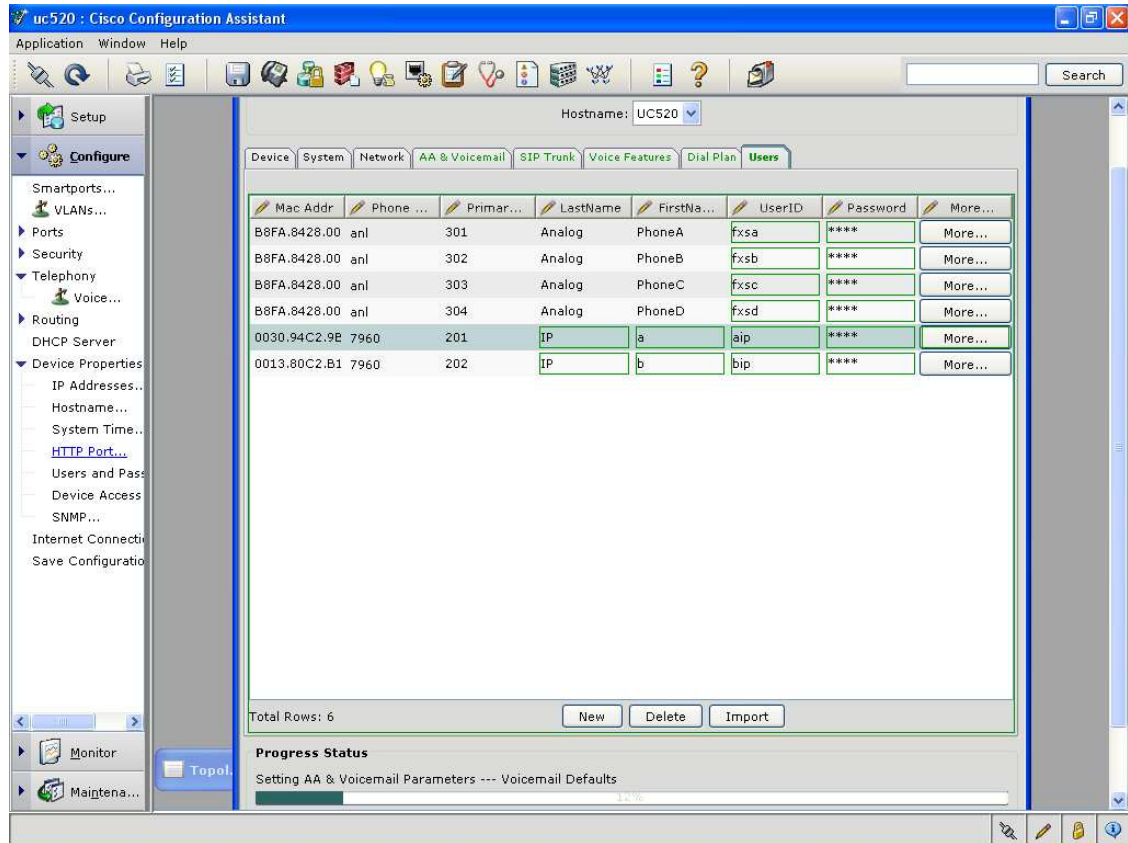 uc520 : Cisco Configuration Assistant
Application Window Help
Search
Setup
Configure
Smartports...
VLANs...
Ports
Security
Telephony
Voice...
Routing
DHCP Server
Device Properties
IP Addresses..
Hostname...
System Time..
HTTP Port...
Users and Pass
Device Access
SNMP...
Internet Connecti
Save Configuratio
Monitor
Maintena...
Topol.
Hostname: UC520
Device System Network AA & Voicemail SIP Trunk Voice Features Dial Plan Users
Mac Addr Phone ... Primar... LastName FirstNa... UserID Password More...
B8FA.8428.00 anl 301 Analog PhoneA fxsa **** More...
B8FA.8428.00 anl 302 Analog PhoneB fxsb **** More...
B8FA.8428.00 anl 303 Analog PhoneC fxsc **** More...
B8FA.8428.00 anl 304 Analog PhoneD fxsd **** More...
0030.94C2.9E 7960 201 IP a aip **** More...
0013.80C2.B1 7960 202 IP b bip **** More...
Total Rows: 6 New Delete Import
Progress Status
Setting AA & Voicemail Parameters --- Voicemail Defaults
12%